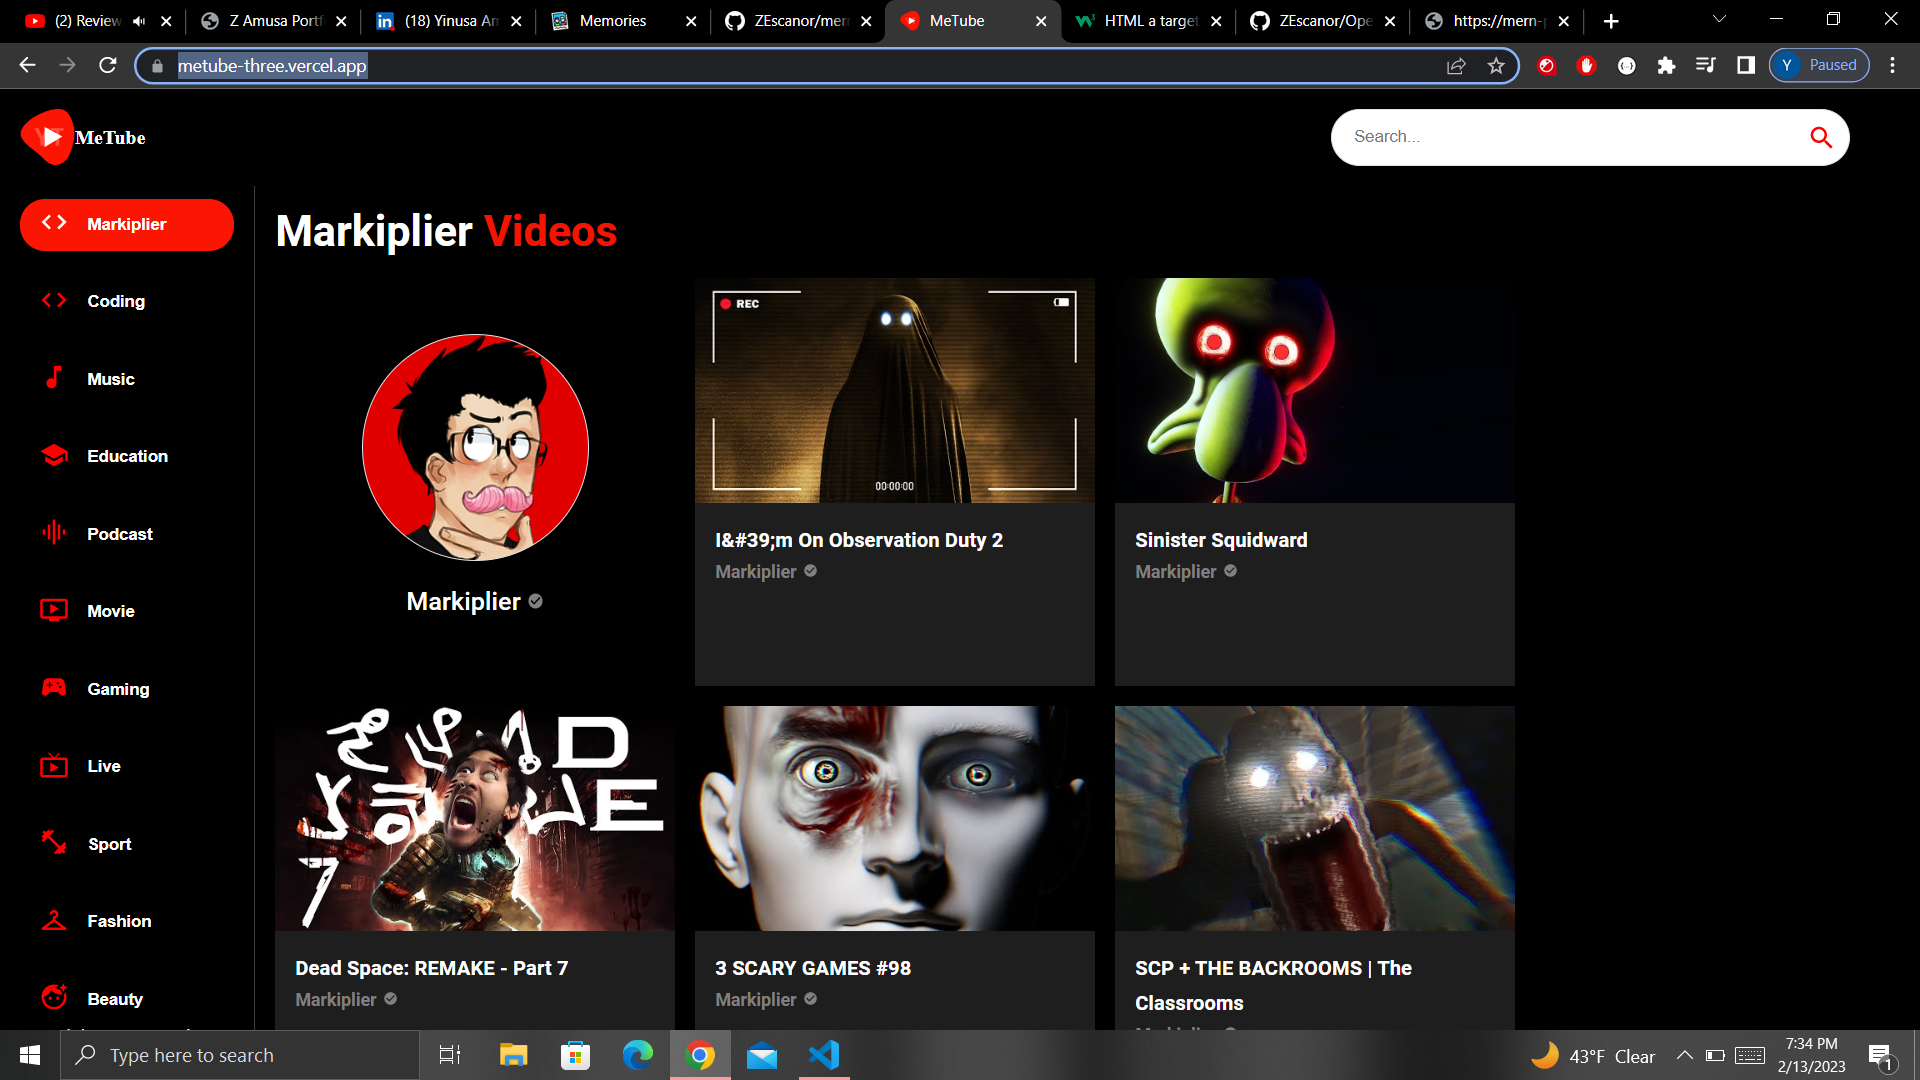 (2) Review
Z Amusa Portf
(18) Yinusa Am
Memories
ZEscanor/mer
MeTube
HTML a target
ZEscanor/Ope
https://mern-p
metube-three.vercel.app
Y Paused
YT MeTube
Search...
Markiplier
Coding
Music
Education
Podcast
Movie
Gaming
Live
Sport
Fashion
Beauty
Markiplier Videos
Markiplier
REC
00:00:00
I&#39;m On Observation Duty 2
Markiplier
Sinister Squidward
Markiplier
7
Dead Space: REMAKE - Part 7
Markiplier
3 SCARY GAMES #98
Markiplier
SCP + THE BACKROOMS | The
Classrooms
Type here to search
43°F Clear
7:34 PM
2/13/2023
1